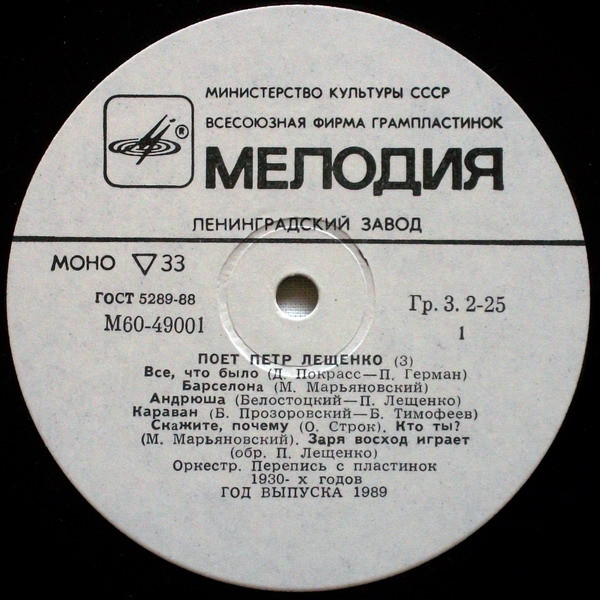 МИНИСТЕРСТВО КУЛЬТУРЫ СССР
ВСЕСОЮЗНАЯ ФИРМА ГРАМПЛАСТИНОК
®
МЕЛОДИЯ
ЛЕНИНГРАДСКИЙ ЗАВОД
МОНО ▽ 33
ГОСТ 5289-88
М60-49001
Гр. 3. 2-25
1
ПОЕТ ПЕТР ЛЕЩЕНКО (3)
Все, что было (Д. Покрасс—П. Герман)
Барселона (М. Марьяновский)
Андрюша (Белостоцкий—П. Лещенко)
Караван (Б. Прозоровский—Б. Тимофеев)
Скажите, почему (О. Строк). Кто ты?
(М. Марьяновский). Заря восход играет
(обр. П. Лещенко)
Оркестр. Перепись с пластинок
1930- х годов
ГОД ВЫПУСКА 1989